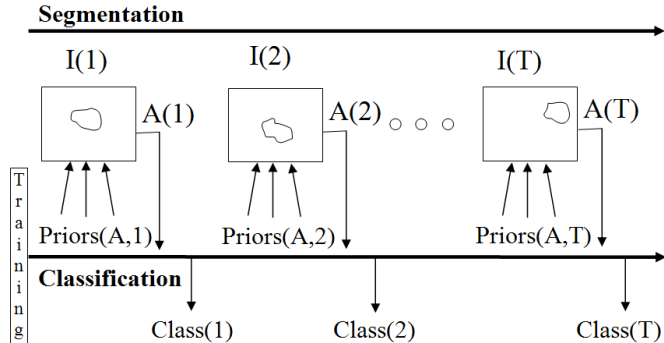 Segmentation
I(1)
I(2)
I(T)
A(1)
A(2)
A(T)
Training
Priors(A,1)
Priors(A,2)
Priors(A,T)
Classification
Class(1)
Class(2)
Class(T)